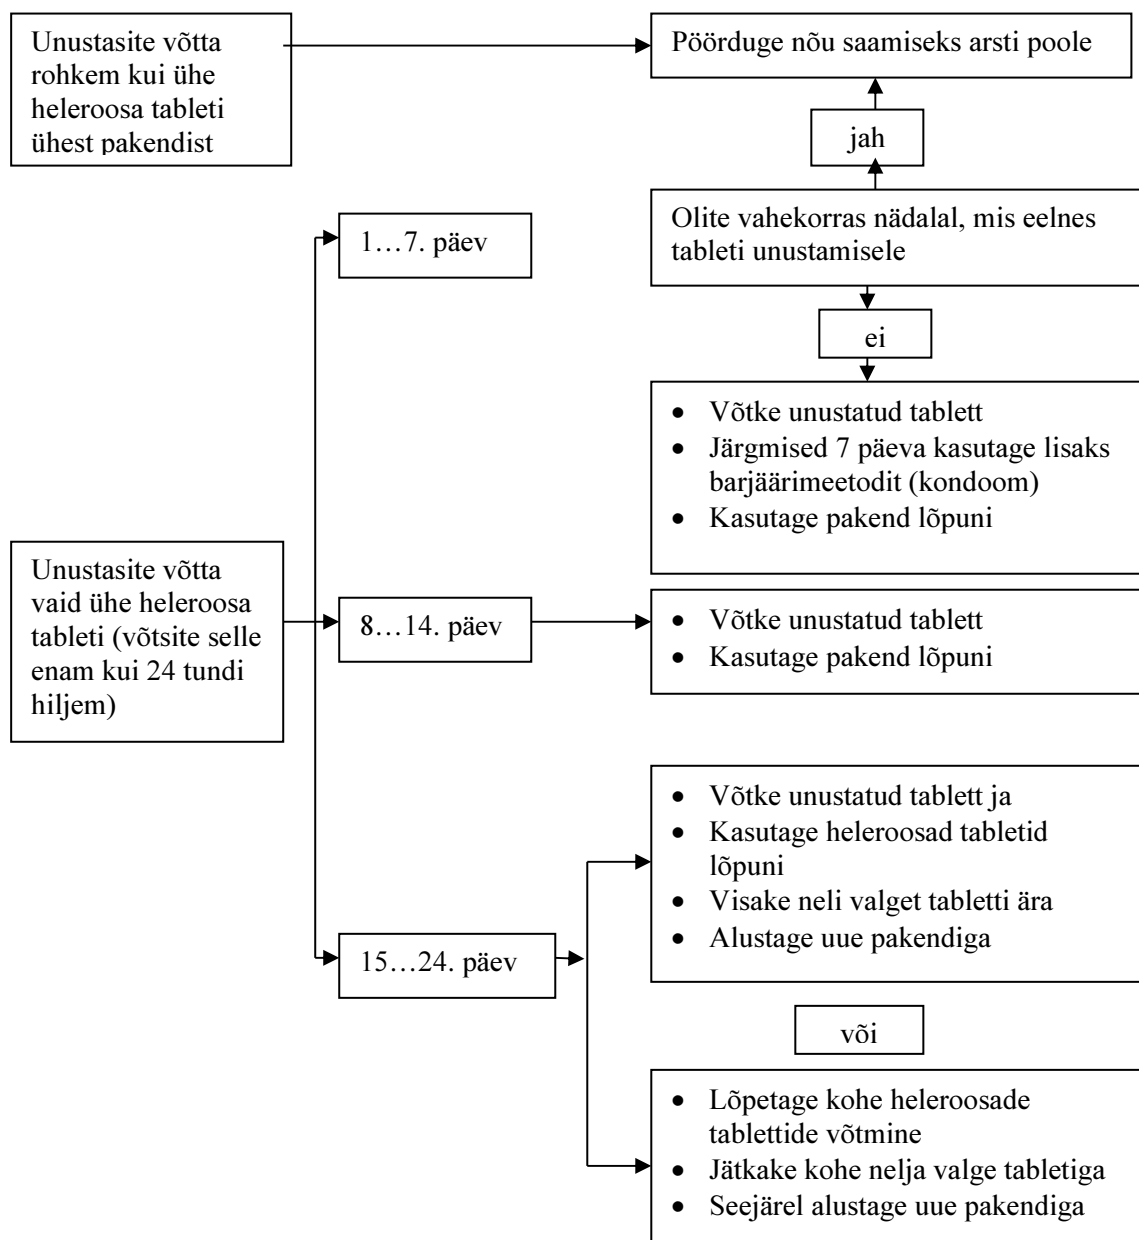 Unustasite võtta
rohkem kui ühe
heleroosa tableti
ühest pakendist
Pöörduge nõu saamiseks arsti poole
jah
Olite vahekorras nädalal, mis eelnes
tableti unustamisele
1…7. päev
ei
• Võtke unustatud tablett
• Järgmised 7 päeva kasutage lisaks
barjäärimeetodit (kondoom)
• Kasutage pakend lõpuni
Unustasite võtta
vaid ühe heleroosa
tableti (võtsite selle
enam kui 24 tundi
hiljem)
8…14. päev
• Võtke unustatud tablett
• Kasutage pakend lõpuni
15…24. päev
• Võtke unustatud tablett ja
• Kasutage heleroosad tabletid
lõpuni
• Visake neli valget tabletti ära
• Alustage uue pakendiga
või
• Lõpetage kohe heleroosade
tablettide võtmine
• Jätkake kohe nelja valge tabletiga
• Seejärel alustage uue pakendiga